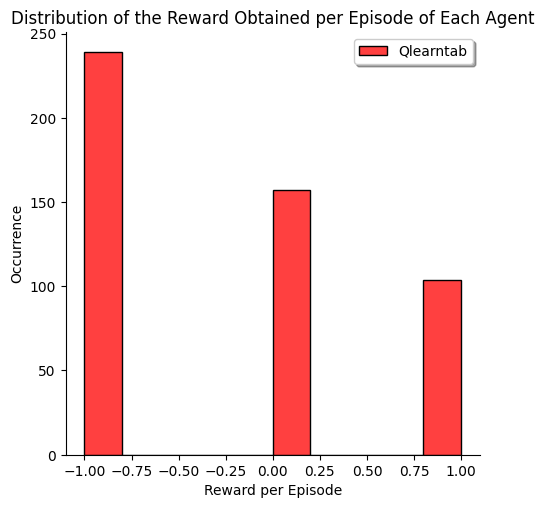 Distribution of the Reward Obtained per Episode of Each Agent
Qlearntab
250
200
150
100
50
0
Occurrence
−1.00 −0.75 −0.50 −0.25 0.00 0.25 0.50 0.75 1.00
Reward per Episode